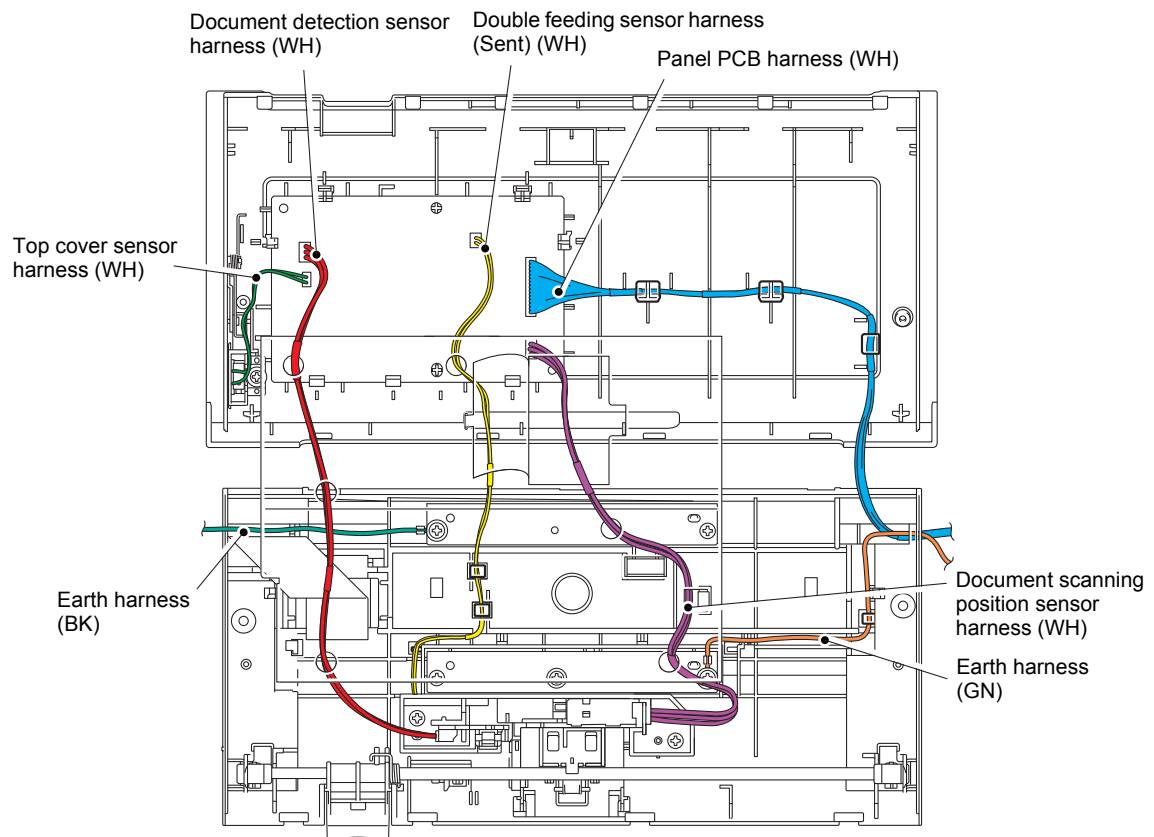 Document detection sensor
harness (WH)
Double feeding sensor harness
(Sent) (WH)
Panel PCB harness (WH)
Top cover sensor
harness (WH)
Earth harness
(BK)
Document scanning
position sensor
harness (WH)
Earth harness
(GN)